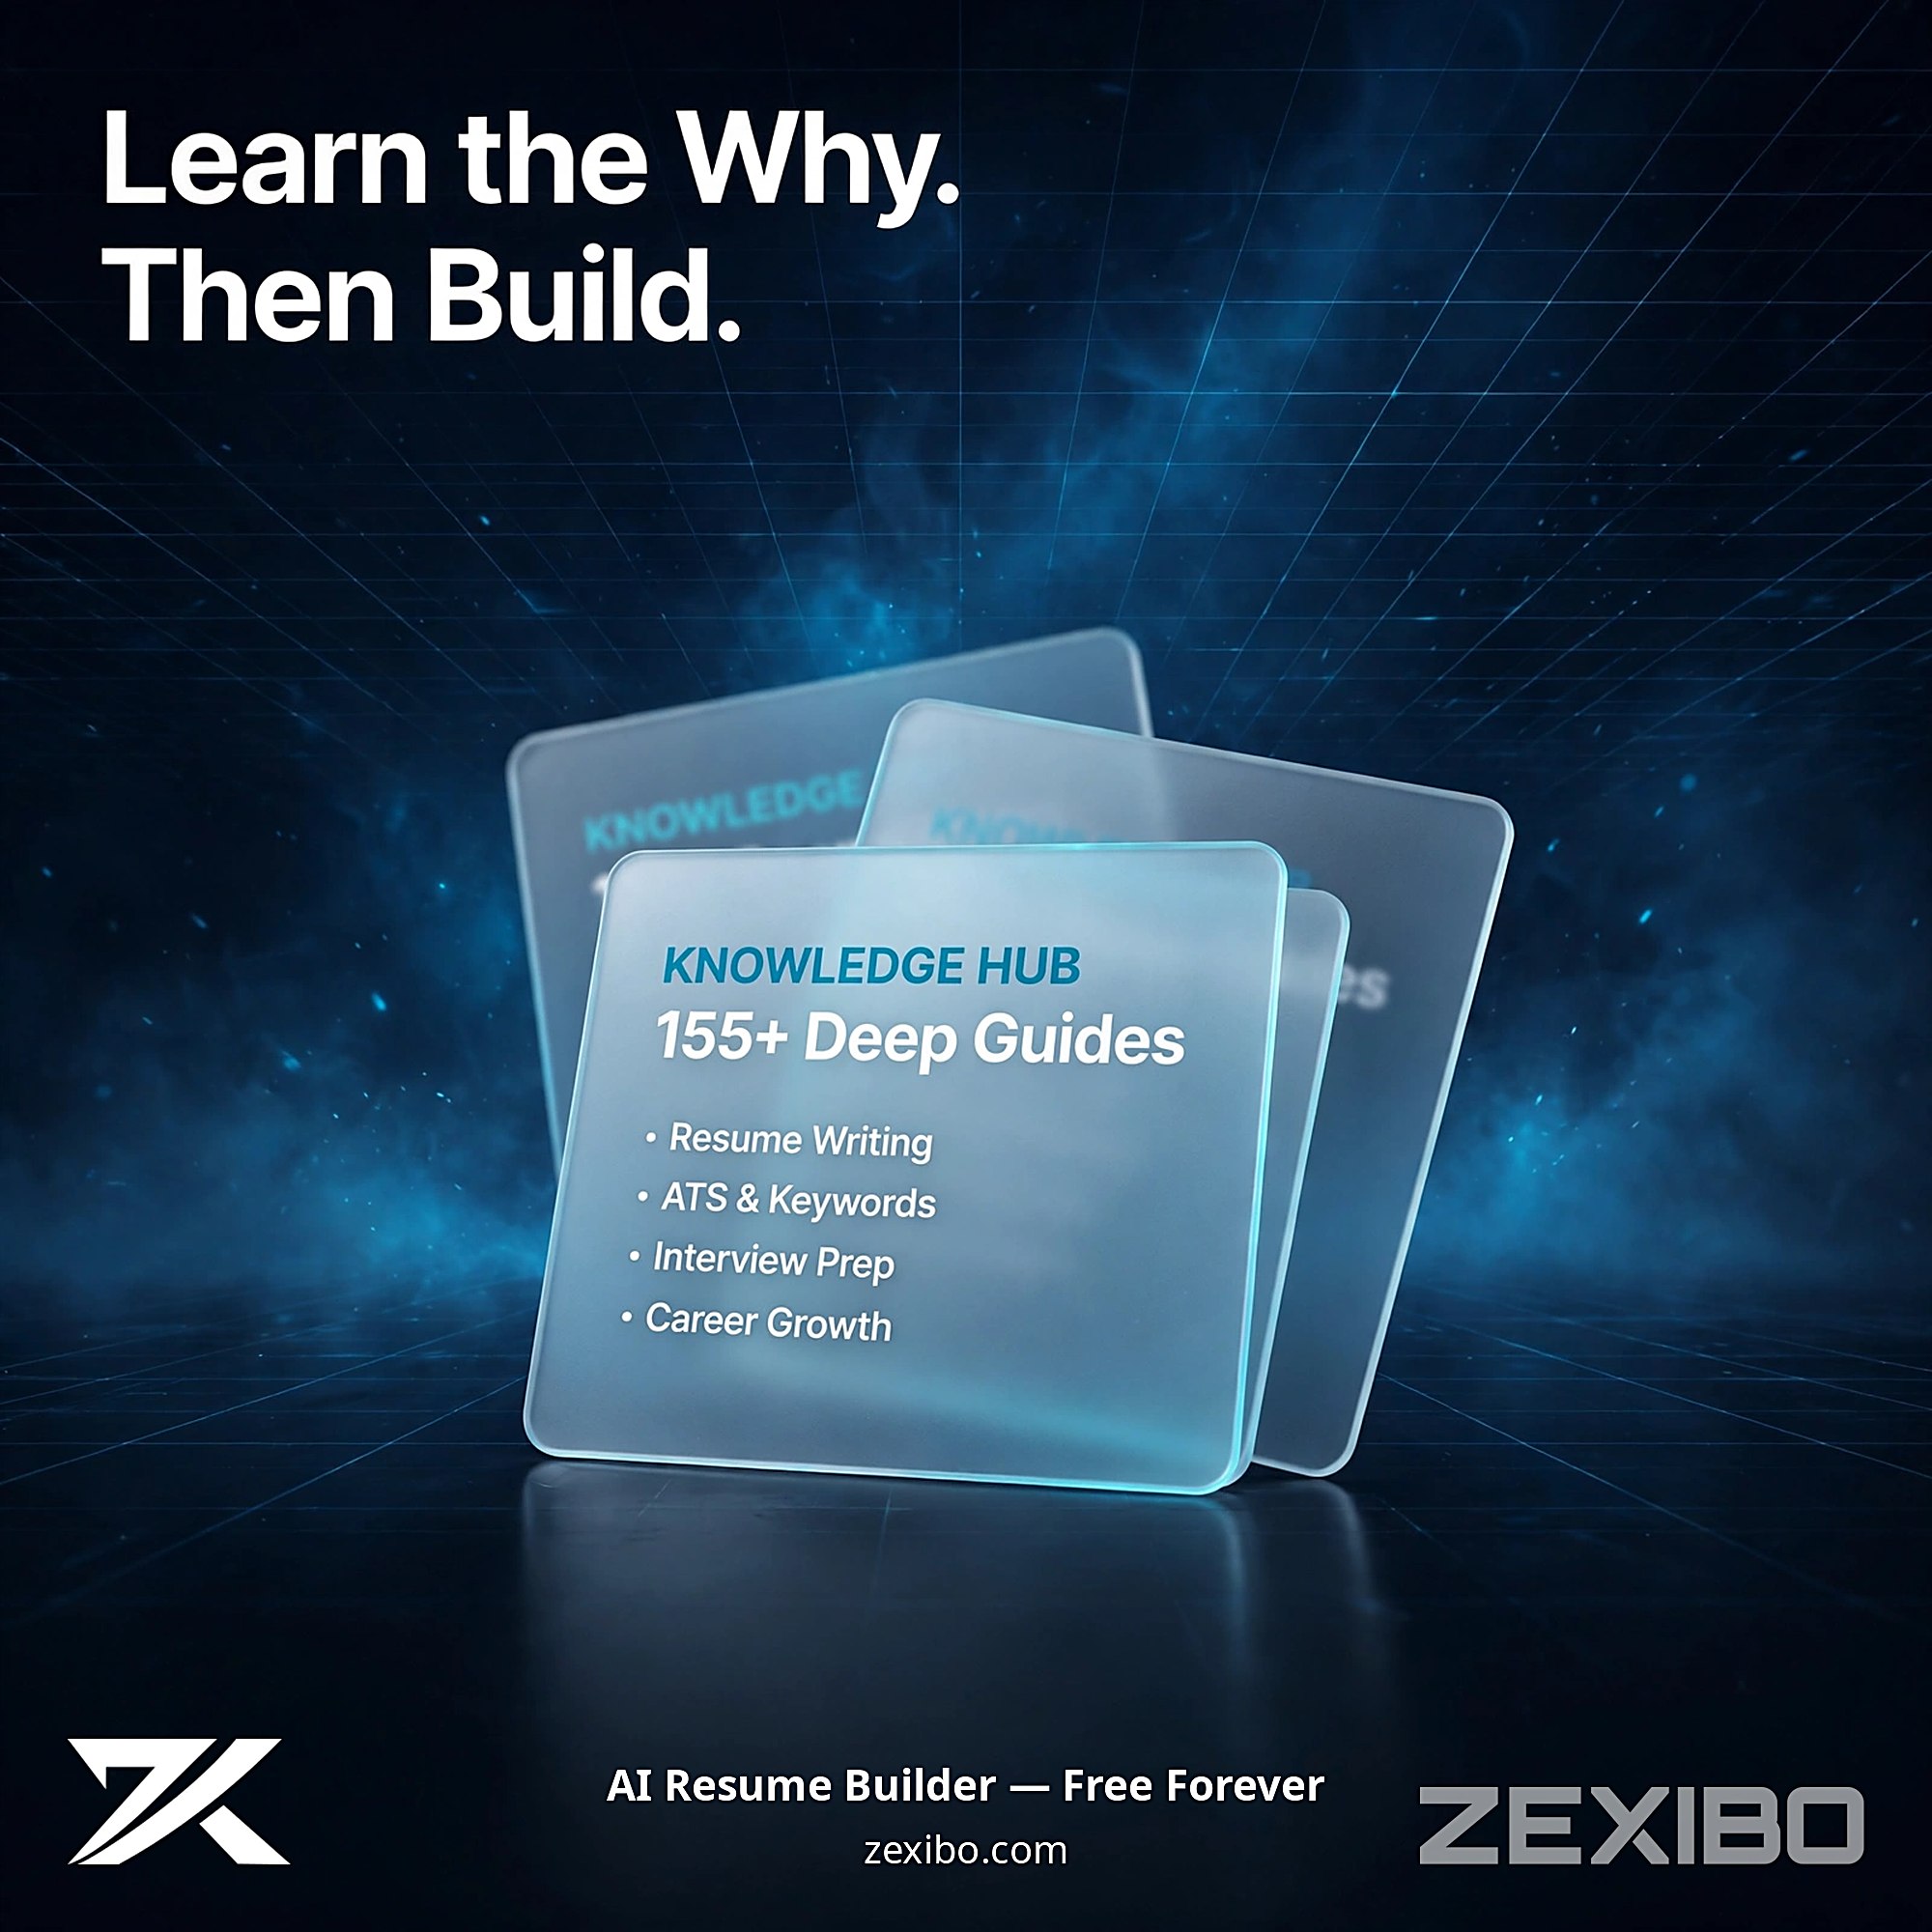 Learn the Why.
Then Build.
KNOWLEDGE
KNOWLEDGE HUB
155+ Deep Guides
• Resume Writing
• ATS & Keywords
• Interview Prep
• Career Growth
AI Resume Builder — Free Forever
zexibo.com
ZEXIBO